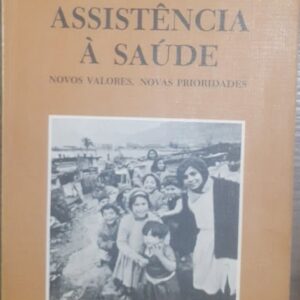 ASSISTÊNCIA
À SAÚDE
NOVOS VALORES. NOVAS PRIORIDADES